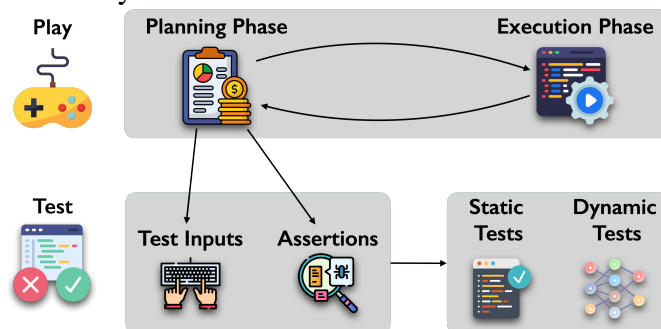 Play
Planning Phase
Execution Phase
$
Test
Test Inputs
Assertions
Static
Tests
Dynamic
Tests